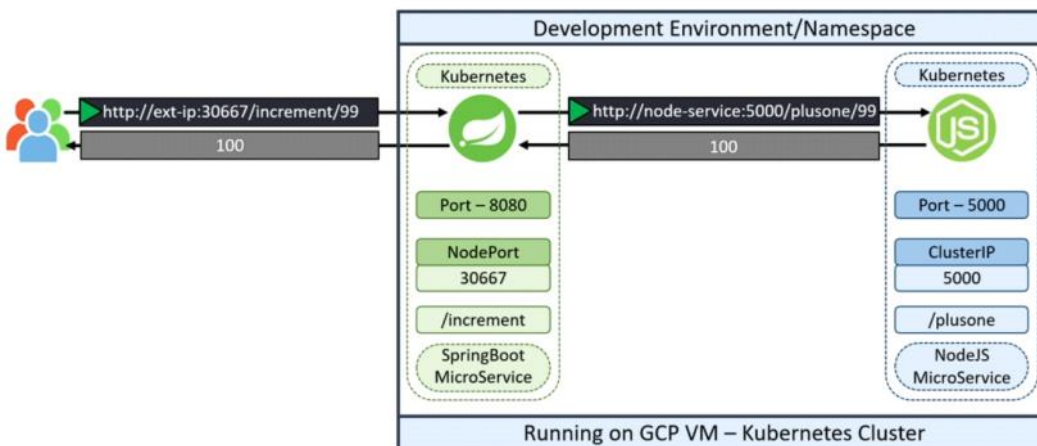 Development Environment/Namespace
Kubernetes
Kubernetes
http://ext-ip:30667/increment/99
http://node-service:5000/plusone/99
JS
100
100
Port – 8080
Port – 5000
NodePort
ClusterIP
30667
5000
/increment
/plusone
SpringBoot
MicroService
NodeJS
MicroService
Running on GCP VM – Kubernetes Cluster